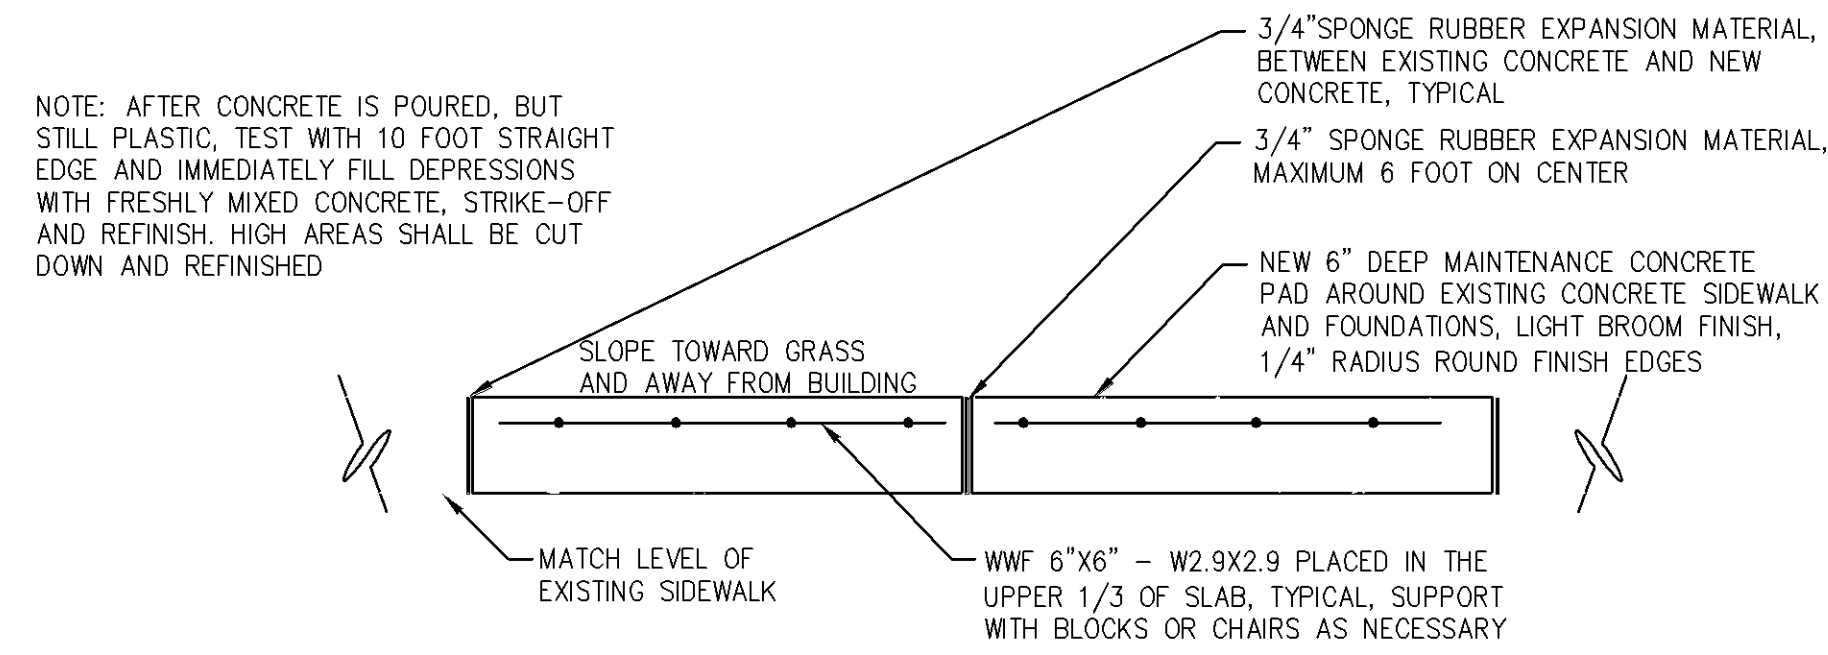 NOTE: AFTER CONCRETE IS POURED, BUT
STILL PLASTIC, TEST WITH 10 FOOT STRAIGHT
EDGE AND IMMEDIATELY FILL DEPRESSIONS
WITH FRESHLY MIXED CONCRETE, STRIKE-OFF
AND REFINISH. HIGH AREAS SHALL BE CUT
DOWN AND REFINISHED
3/4"SPONGE RUBBER EXPANSION MATERIAL,
BETWEEN EXISTING CONCRETE AND NEW
CONCRETE, TYPICAL
3/4" SPONGE RUBBER EXPANSION MATERIAL,
MAXIMUM 6 FOOT ON CENTER
NEW 6" DEEP MAINTENANCE CONCRETE
PAD AROUND EXISTING CONCRETE SIDEWALK
AND FOUNDATIONS, LIGHT BROOM FINISH,
1/4" RADIUS ROUND FINISH EDGES
SLOPE TOWARD GRASS
AND AWAY FROM BUILDING
MATCH LEVEL OF
EXISTING SIDEWALK
WWF 6"X6" - W2.9X2.9 PLACED IN THE
UPPER 1/3 OF SLAB, TYPICAL, SUPPORT
WITH BLOCKS OR CHAIRS AS NECESSARY